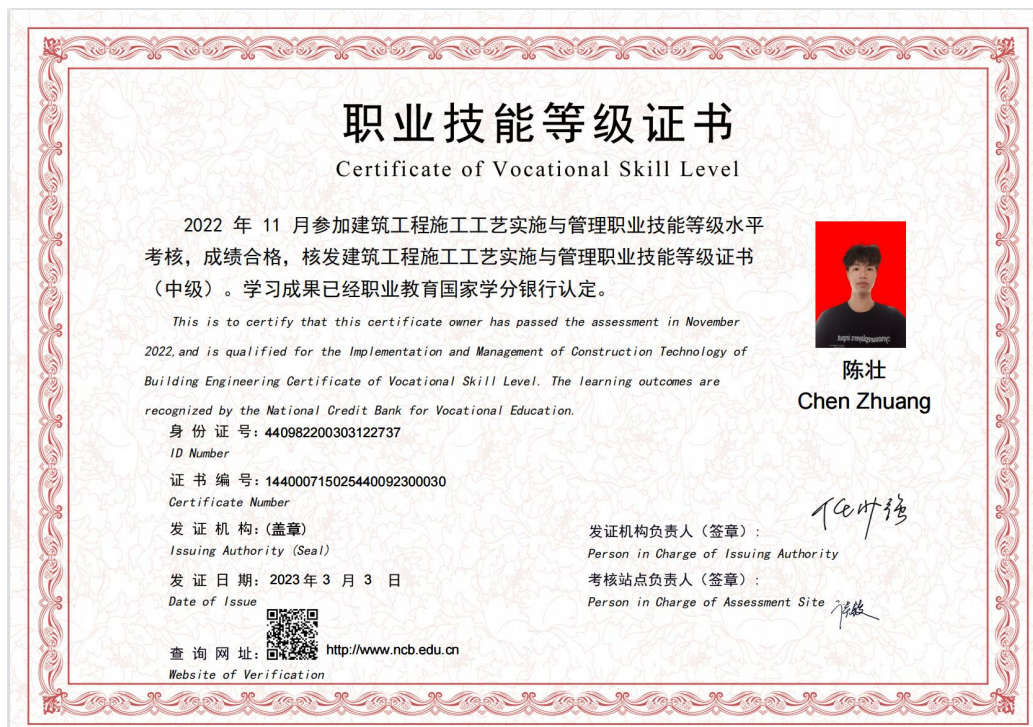 职业技能等级证书
Certificate of Vocational Skill Level
2022 年 11 月参加建筑工程施工工艺实施与管理职业技能等级水平
考核，成绩合格，核发建筑工程施工工艺实施与管理职业技能等级证书
（中级）。学习成果已经职业教育国家学分银行认定。
This is to certify that this certificate owner has passed the assessment in November
2022,and is qualified for the Implementation and Management of Construction Technology of
Building Engineering Certificate of Vocational Skill Level. The learning outcomes are
recognized by the National Credit Bank for Vocational Education.
陈壮
Chen Zhuang
身 份 证 号：440982200303122737
ID Number
证 书 编 号：144000715025440092300030
Certificate Number
发 证 机 构：(盖章)
Issuing Authority (Seal)
发 证 日 期：2023 年 3 月 3 日
Date of Issue
查 询 网 址：http://www.ncb.edu.cn
Website of Verification
发证机构负责人（签章）：
Person in Charge of Issuing Authority
考核站点负责人（签章）：
Person in Charge of Assessment Site